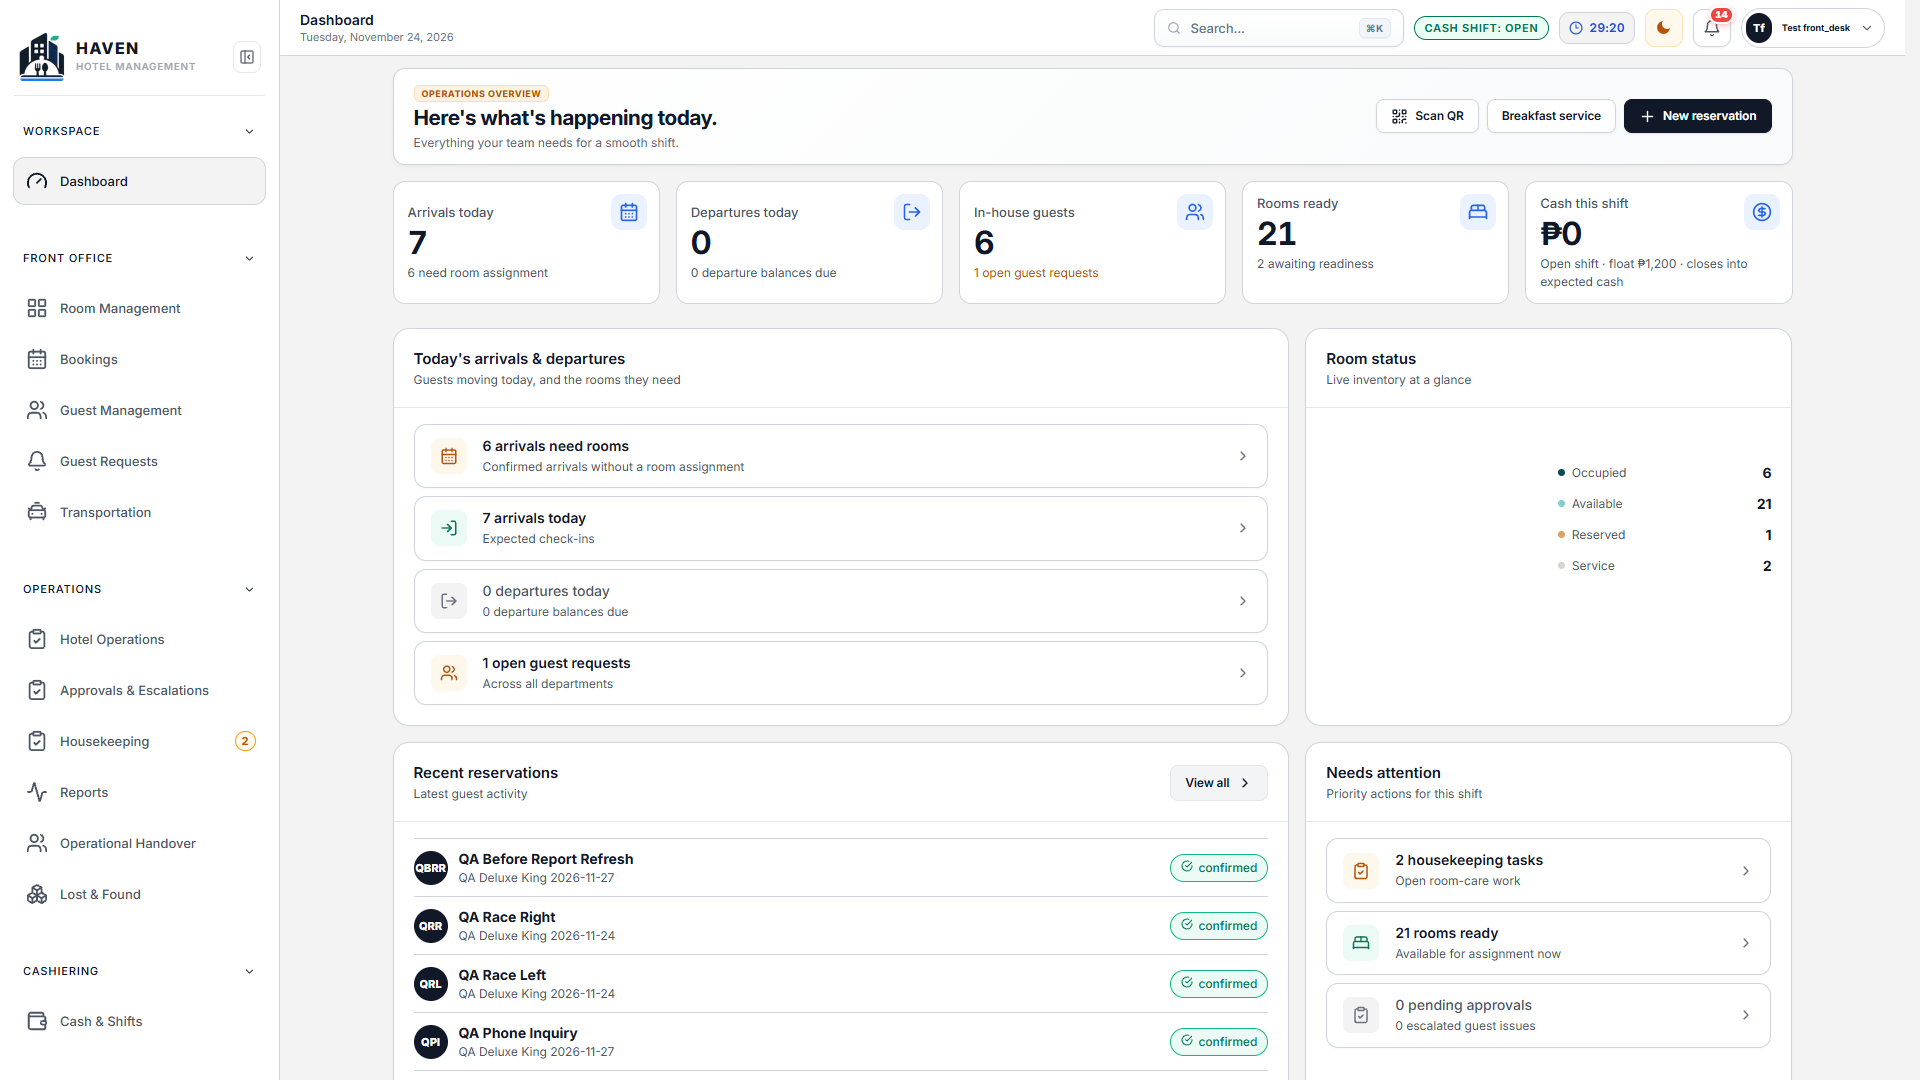 HAVEN
HOTEL MANAGEMENT
WORKSPACE
Dashboard
FRONT OFFICE
Room Management
Bookings
Guest Management
Guest Requests
Transportation
OPERATIONS
Hotel Operations
Approvals & Escalations
Housekeeping
2
Reports
Operational Handover
Lost & Found
CASHIERING
Cash & Shifts
Dashboard
Tuesday, November 24, 2026
Search...
⌘K
CASH SHIFT: OPEN
29:20
14
Tf
Test front_desk
OPERATIONS OVERVIEW
Here's what's happening today.
Everything your team needs for a smooth shift.
Scan QR
Breakfast service
New reservation
Arrivals today
7
6 need room assignment
Departures today
0
0 departure balances due
In-house guests
6
1 open guest requests
Rooms ready
21
2 awaiting readiness
Cash this shift
₱0
Open shift · float ₱1,200 · closes into
expected cash
Today's arrivals & departures
Guests moving today, and the rooms they need
6 arrivals need rooms
Confirmed arrivals without a room assignment
7 arrivals today
Expected check-ins
0 departures today
0 departure balances due
1 open guest requests
Across all departments
Room status
Live inventory at a glance
Occupied 6
Available 21
Reserved 1
Service 2
Recent reservations
Latest guest activity
View all
QBRR
QA Before Report Refresh
QA Deluxe King 2026-11-27
confirmed
QRR
QA Race Right
QA Deluxe King 2026-11-24
confirmed
QRL
QA Race Left
QA Deluxe King 2026-11-24
confirmed
QPI
QA Phone Inquiry
QA Deluxe King 2026-11-27
confirmed
Needs attention
Priority actions for this shift
2 housekeeping tasks
Open room-care work
21 rooms ready
Available for assignment now
0 pending approvals
0 escalated guest issues